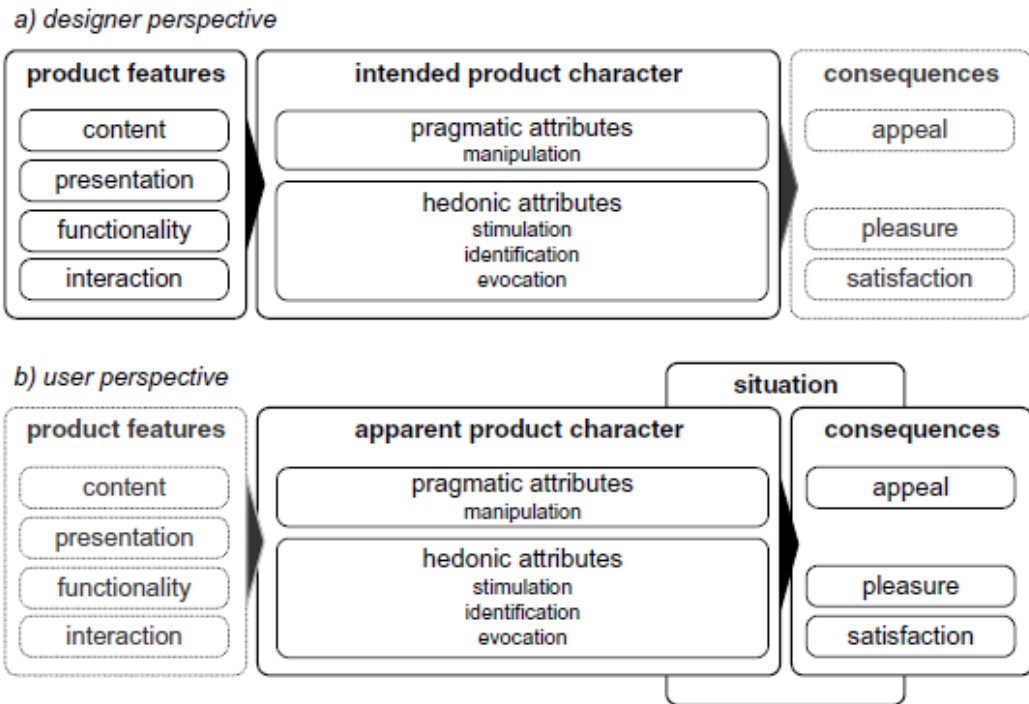 a) designer perspective
product features
content
presentation
functionality
interaction
intended product character
pragmatic attributes
manipulation
hedonic attributes
stimulation
identification
evocation
consequences
appeal
pleasure
satisfaction
b) user perspective
situation
product features
content
presentation
functionality
interaction
apparent product character
pragmatic attributes
manipulation
hedonic attributes
stimulation
identification
evocation
consequences
appeal
pleasure
satisfaction